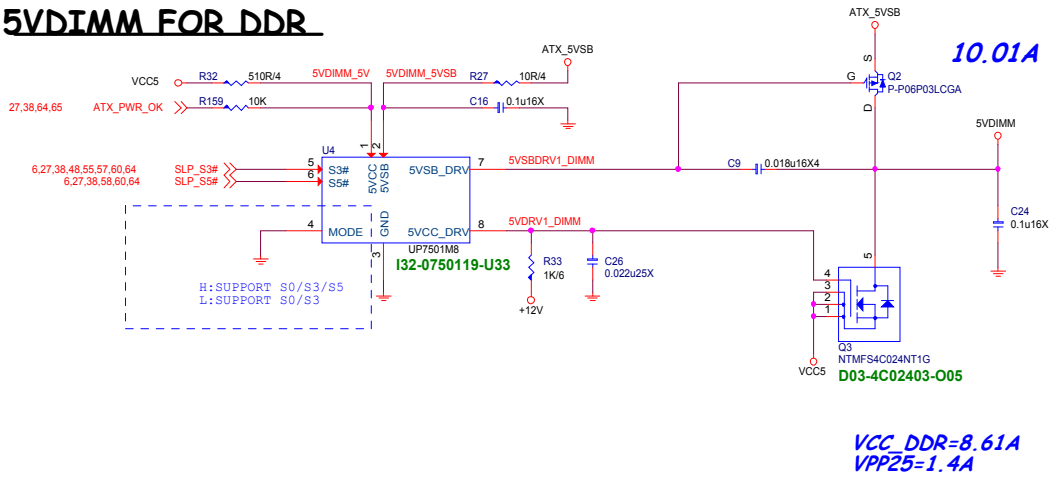 5VDIMM FOR DDR
ATX_5VSB
10.01A
ATX_5VSB
VCC5
R32
510R/4
5VDIMM_5V
5VDIMM_5VSB
R27
10R/4
S
G
Q2
P-P06P03LCGA
D
27,38,64,65
ATX_PWR_OK
R159
10K
C16
0.1u16X
5VDIMM
U4
1
2
6,27,38,48,55,57,60,64
SLP_S3#
5
S3#
5VCC
5VSB
5VSB_DRV
7
5VSBDRV1_DIMM
C9
0.018u16X4
6,27,38,58,60,64
SLP_S5#
6
S5#
C24
0.1u16X
4
MODE
GND
5VCC_DRV
8
5VDRV1_DIMM
3
UP7501M8
I32-0750119-U33
R33
1K/6
C26
0.022u25X
5
4
3
2
1
H:SUPPORT S0/S3/S5
L:SUPPORT S0/S3
+12V
Q3
NTMFS4C024NT1G
VCC5
D03-4C02403-O05
VCC_DDR=8.61A
VPP25=1.4A